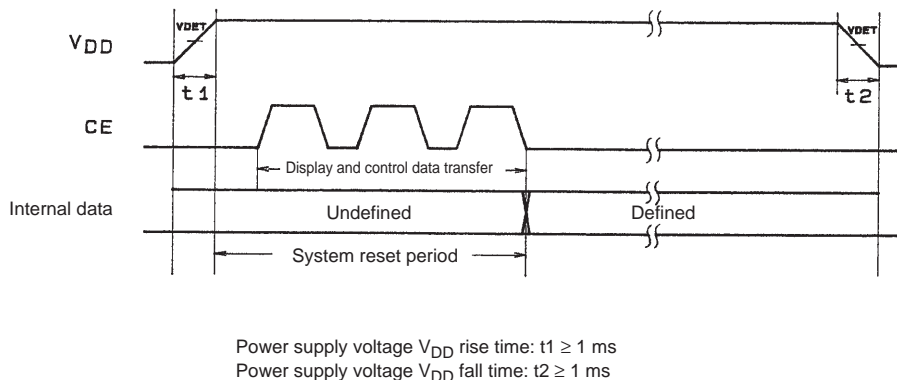 VDET
VDET
VDD
t1
t2
CE
Display and control data transfer
Internal data
Undefined
Defined
System reset period
Power supply voltage VDD rise time: t1 ≥ 1 ms
Power supply voltage VDD fall time: t2 ≥ 1 ms